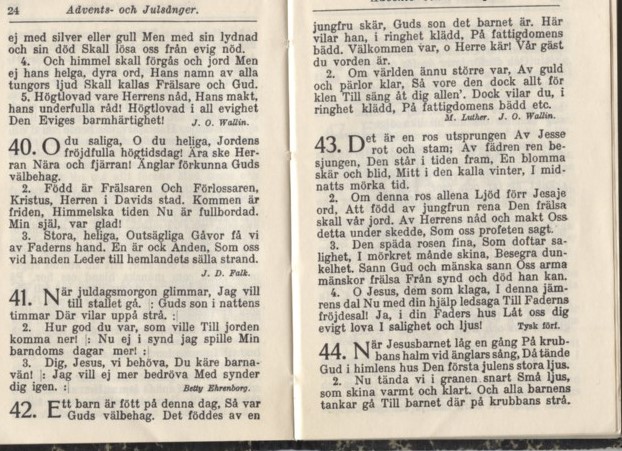 24 Advents- och Julsånger.
ej med silver eller gull Men med sin lydnad
och sin död Skall lösa oss från evig nöd.
4. Och himmel skall förgås och jord Men
ej hans helga, dyra ord, Hans namn av alla
tungors ljud Skall kallas Frälsare och Gud.
5. Högtlovad vare Herrens nåd, Hans makt,
hans underfulla råd! Högtlovad i all evighet
Den Eviges barmhärtighet! J. O. Wallin.
40. O du saliga, O du heliga, Jordens
fröjdfulla högtidsdag! Ära ske Her-
ran Nära och fjärran! Änglar förkunna Guds
välbehag.
2. Född är Frälsaren Och Förlossaren,
Kristus, Herren i Davids stad. Kommen är
friden, Himmelska tiden Nu är fullbordad.
Min själ, var glad!
3. Stora, heliga, Outsägliga Gåvor få vi
av Faderns hand. En är ock Anden, Som oss
vid handen Leder till hemlandets sälla strand.
J. D. Falk.
41. När juldagsmorgon glimmar, Jag vill
till stallet gå. |: Guds son i nattens
timmar Där vilar uppå strå. :|
2. Hur god du var, som ville Till jorden
komma ner! |: Nu ej i synd jag spille Min
barndoms dagar mer! :|
3. Dig, Jesus, vi behöva, Du käre barna-
vän! |: Jag vill ej mer bedröva Med synder
dig igen. :| Betty Ehrenborg.
42. Ett barn är fött på denna dag, Så var
Guds välbehag. Det föddes av en
jungfru skär, Guds son det barnet är. Här
vilar han, i ringhet klädd, På fattigdomens
bädd. Välkommen var, o Herre kär! Vår gäst
du vorden är.
2. Om världen ännu större var, Av guld
och pärlor klar, Så vore den dock allt för
klen Till säng åt dig allen'. Dock vilar du, i
ringhet klädd, På fattigdomens bädd etc.
M. Luther. J. O. Wallin.
43. Det är en ros utsprungen Av Jesse
rot och stam; Av fädren ren be-
sjungen, Den står i tiden fram, En blomma
skär och blid, Mitt i den kalla vinter, I mid-
natts mörka tid.
2. Om denna ros allena Ljöd förr Jesaje
ord, Att född av jungfrun rena Den frälsa
skall vår jord. Av Herrens nåd och makt Oss
detta under skedde, Som oss profeten sagt.
3. Den späda rosen fina, Som doftar sa-
lighet, I mörkret månde skina, Besegra dun-
kelhet. Sann Gud och mänska sann Oss arma
mänskor frälsa Från synd och död han kan.
4. O Jesus, dem som klaga, I denna jäm-
rens dal Nu med din hjälp ledsaga Till Faderns
fröjdesal! Ja, i din Faders hus Låt oss dig
evigt lova I salighet och ljus! Tysk förf.
44. När Jesusbarnet låg en gång På krub-
bans halm vid änglars sång, Då tände
Gud i himlens hus Den första julens stora ljus.
2. Nu tända vi i granen snart Små ljus,
som skina varmt och klart. Och alla barnens
tankar gå Till barnet där på krubbans strå.